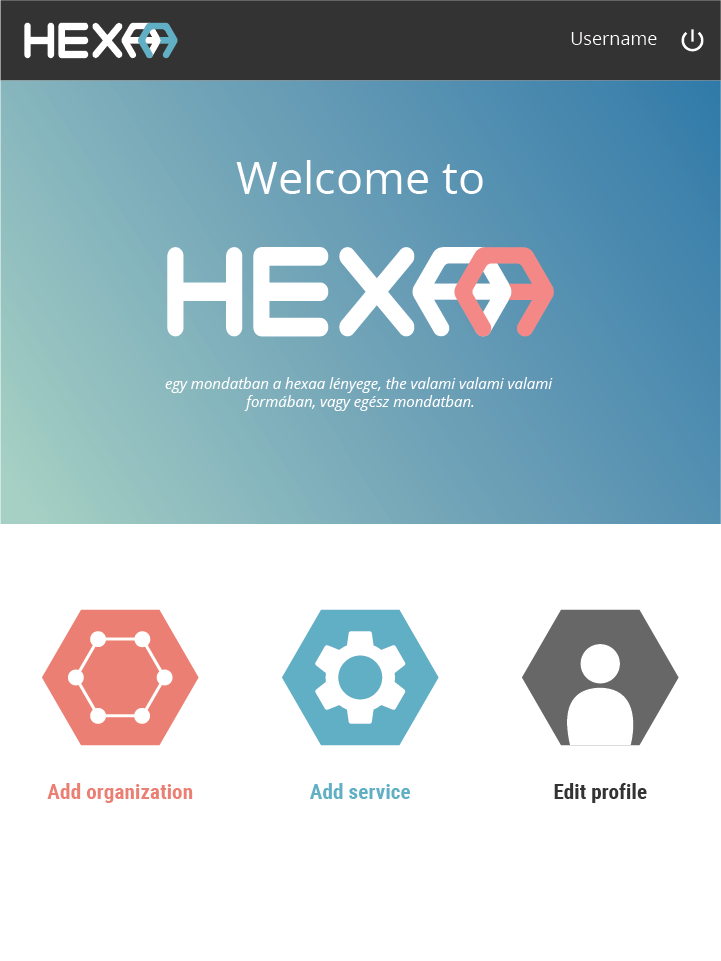 HEXAA
Username
Welcome to
HEXAA
egy mondatban a hexaa lényege, the valami valami valami
formában, vagy egész mondatban.
Add organization
Add service
Edit profile